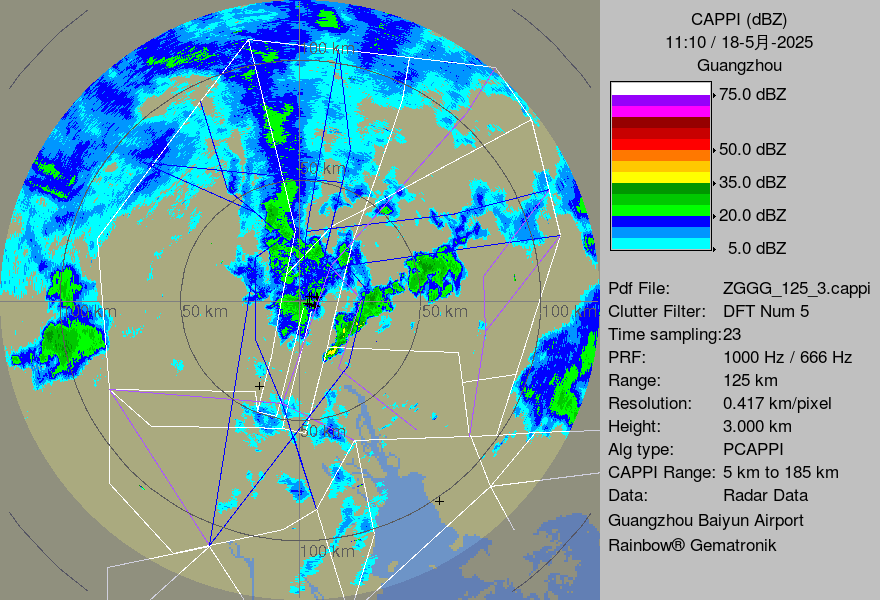 CAPPI (dBZ)
11:10 / 18-5月-2025
Guangzhou
75.0 dBZ
50.0 dBZ
35.0 dBZ
20.0 dBZ
5.0 dBZ
Pdf File: ZGGG_125_3.cappi
Clutter Filter: DFT Num 5
Time sampling:23
PRF: 1000 Hz / 666 Hz
Range: 125 km
Resolution: 0.417 km/pixel
Height: 3.000 km
Alg type: PCAPPI
CAPPI Range: 5 km to 185 km
Data: Radar Data
Guangzhou Baiyun Airport
Rainbow® Gematronik
100 km
50 km
100 km
50 km
50 km
100 km
50 km
100 km